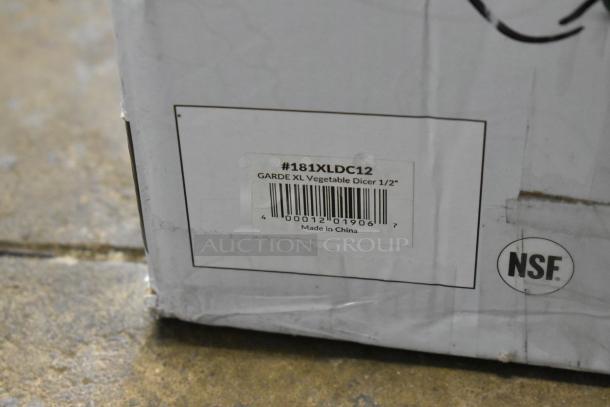 #181XLDC12
GARDE XL Vegetable Dicer 1/2"
4 00012 01906 7
Made in China
AUCTION GROUP
NSF